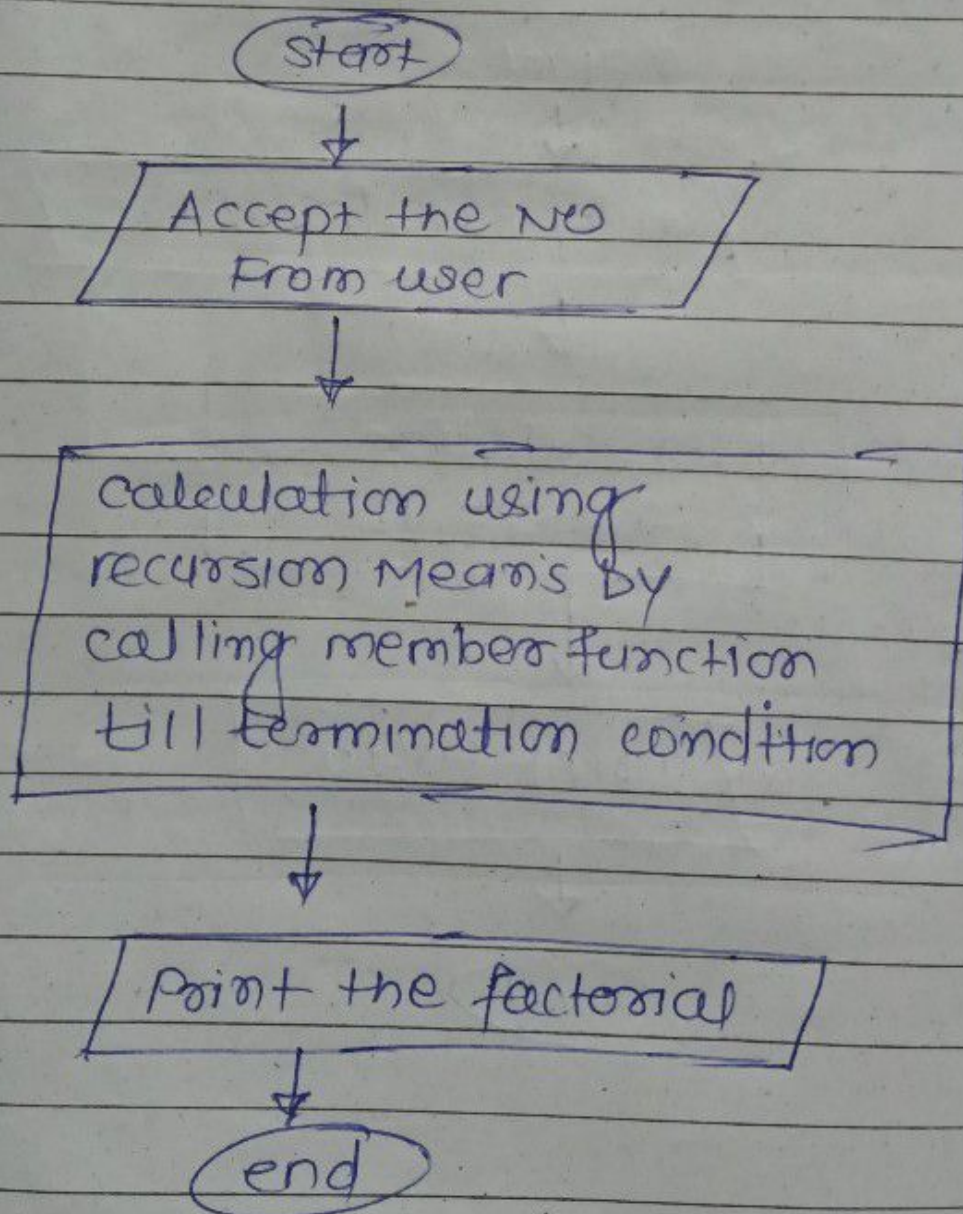 Start
Accept the NO
From user
calculation using
recursion Means By
calling member function
till termination condition
Print the factorial
end